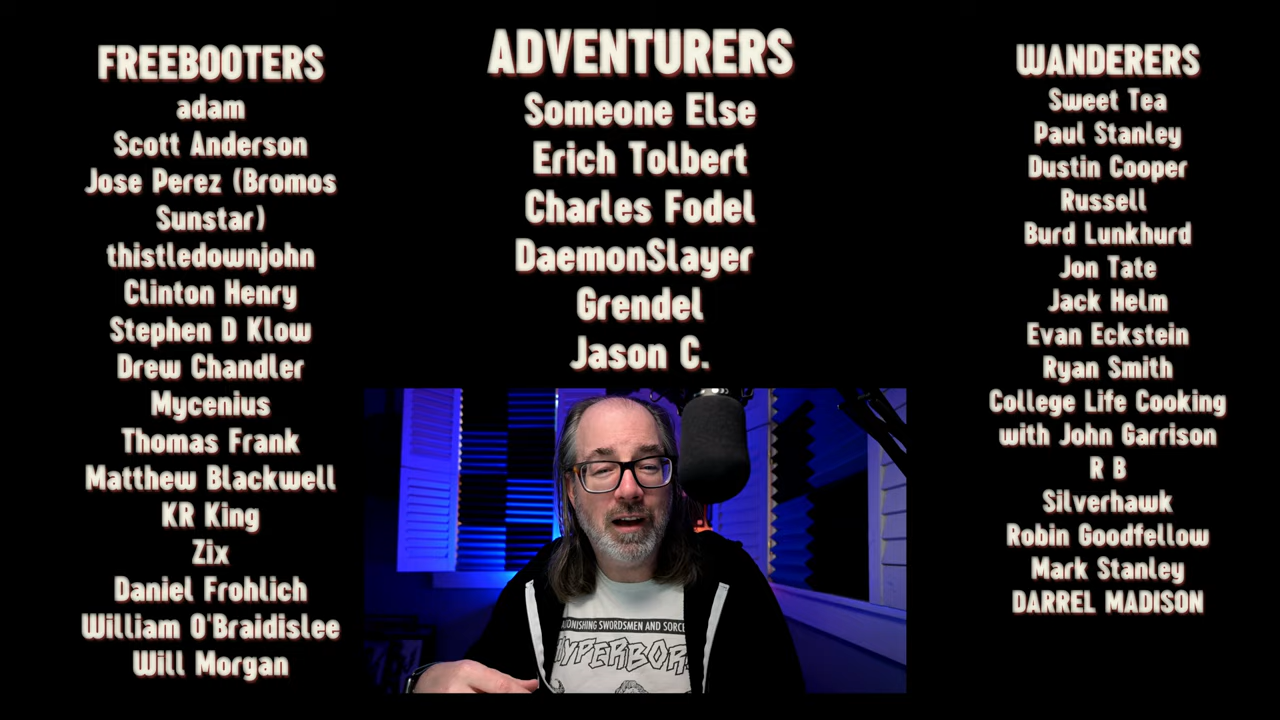 FREEBOOTERS
adam
Scott Anderson
Jose Perez (Bromos
Sunstar)
thistledownjohn
Clinton Henry
Stephen D Klow
Drew Chandler
Mycenius
Thomas Frank
Matthew Blackwell
KR King
Zix
Daniel Frohlich
William O'Braidislee
Will Morgan
ADVENTURERS
Someone Else
Erich Tolbert
Charles Fodel
DaemonSlayer
Grendel
Jason C.
WANDERERS
Sweet Tea
Paul Stanley
Dustin Cooper
Russell
Burd Lunkhurd
Jon Tate
Jack Helm
Evan Eckstein
Ryan Smith
College Life Cooking
with John Garrison
R B
Silverhawk
Robin Goodfellow
Mark Stanley
DARREL MADISON
SWORDSMEN AND